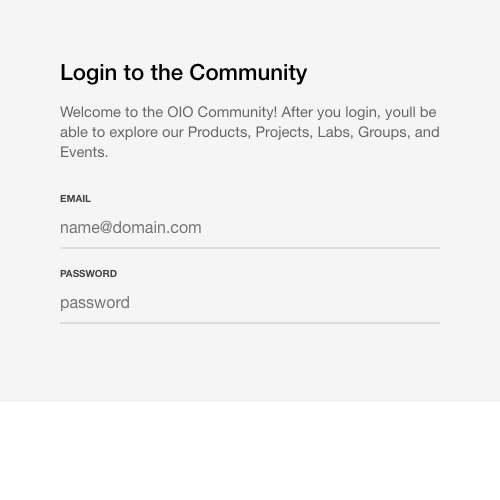 Login to the Community
Welcome to the OIO Community! After you login, youll be
able to explore our Products, Projects, Labs, Groups, and
Events.
EMAIL
name@domain.com
PASSWORD
password